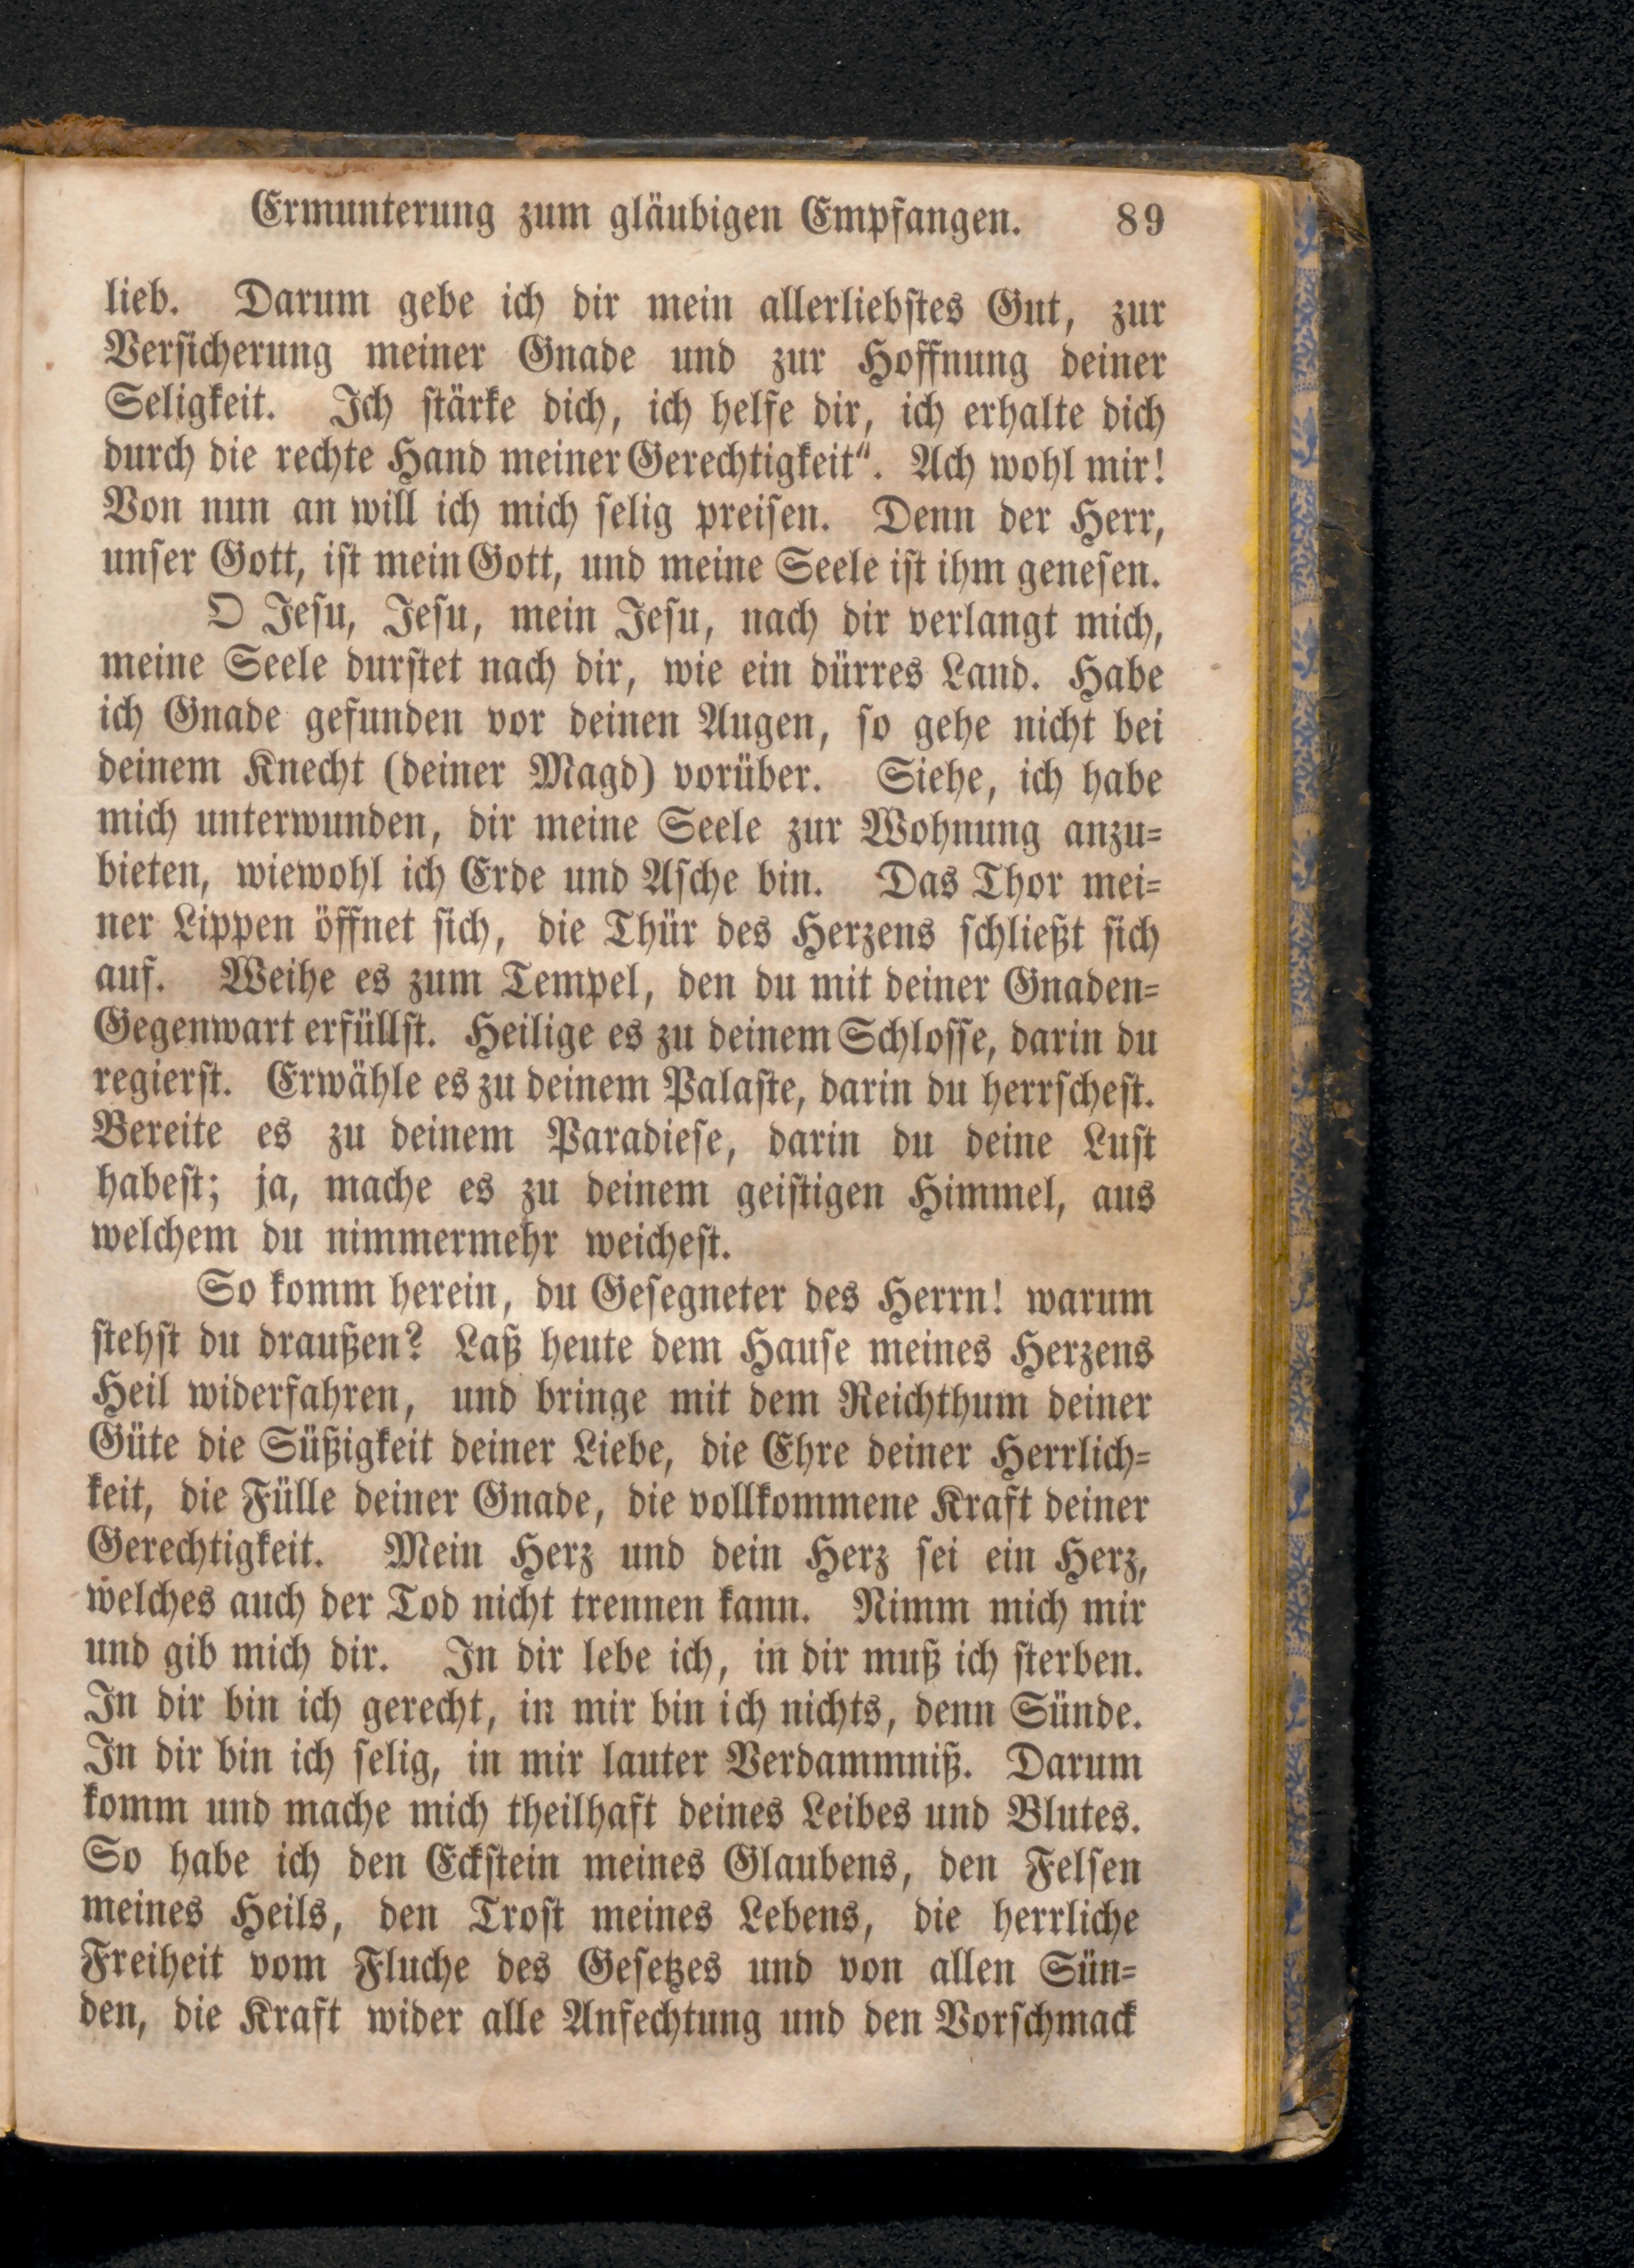 Ermunterung zum gläubigen Empfangen. 89
lieb. Darum gebe ich dir mein allerliebſtes Gut, zur
Verſicherung meiner Gnade und zur Hoffnung deiner
Seligkeit. Ich ſtärke dich, ich helfe dir, ich erhalte dich
durch die rechte Hand meiner Gerechtigkeit“. Ach wohl mir!
Von nun an will ich mich ſelig preiſen. Denn der Herr,
unſer Gott, iſt mein Gott, und meine Seele iſt ihm geneſen.
O Jeſu, Jeſu, mein Jeſu, nach dir verlangt mich,
meine Seele durſtet nach dir, wie ein dürres Land. Habe
ich Gnade gefunden vor deinen Augen, ſo gehe nicht bei
deinem Knecht (deiner Magd) vorüber. Siehe, ich habe
mich unterwunden, dir meine Seele zur Wohnung anzu=
bieten, wiewohl ich Erde und Aſche bin. Das Thor mei=
ner Lippen öffnet ſich, die Thür des Herzens ſchließt ſich
auf. Weihe es zum Tempel, den du mit deiner Gnaden=
Gegenwart erfüllſt. Heilige es zu deinem Schloſſe, darin du
regierſt. Erwähle es zu deinem Palaſte, darin du herrſcheſt.
Bereite es zu deinem Paradieſe, darin du deine Luſt
habeſt; ja, mache es zu deinem geiſtigen Himmel, aus
welchem du nimmermehr weicheſt.
So komm herein, du Geſegneter des Herrn! warum
ſtehſt du draußen? Laß heute dem Hauſe meines Herzens
Heil widerfahren, und bringe mit dem Reichthum deiner
Güte die Süßigkeit deiner Liebe, die Ehre deiner Herrlich=
keit, die Fülle deiner Gnade, die vollkommene Kraft deiner
Gerechtigkeit. Mein Herz und dein Herz ſei ein Herz,
welches auch der Tod nicht trennen kann. Nimm mich mir
und gib mich dir. In dir lebe ich, in dir muß ich ſterben.
In dir bin ich gerecht, in mir bin ich nichts, denn Sünde.
In dir bin ich ſelig, in mir lauter Verdammniß. Darum
komm und mache mich theilhaft deines Leibes und Blutes.
So habe ich den Eckſtein meines Glaubens, den Felſen
meines Heils, den Troſt meines Lebens, die herrliche
Freiheit vom Fluche des Geſetzes und von allen Sün=
den, die Kraft wider alle Anfechtung und den Vorſchmack